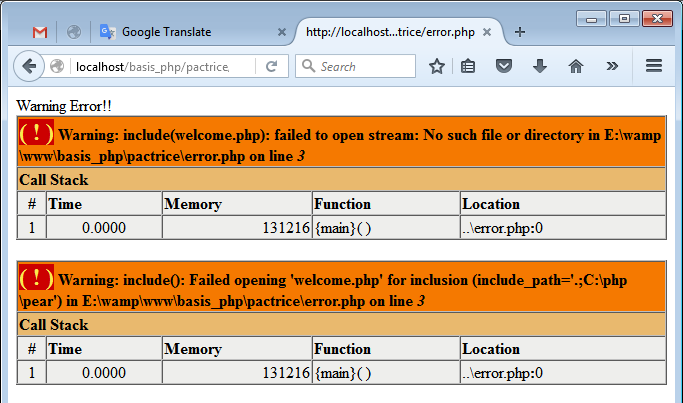 Google Translate
http://localhost...trice/error.php
localhost/basis_php/pactrice,
Search
Warning Error!!
( ! ) Warning: include(welcome.php): failed to open stream: No such file or directory in E:\wamp
\www\basis_php\pactrice\error.php on line 3
Call Stack
# Time Memory Function Location
1 0.0000 131216 {main}( ) ..\error.php:0
( ! ) Warning: include(): Failed opening 'welcome.php' for inclusion (include_path='.;C:\php
\pear') in E:\wamp\www\basis_php\pactrice\error.php on line 3
Call Stack
# Time Memory Function Location
1 0.0000 131216 {main}( ) ..\error.php:0